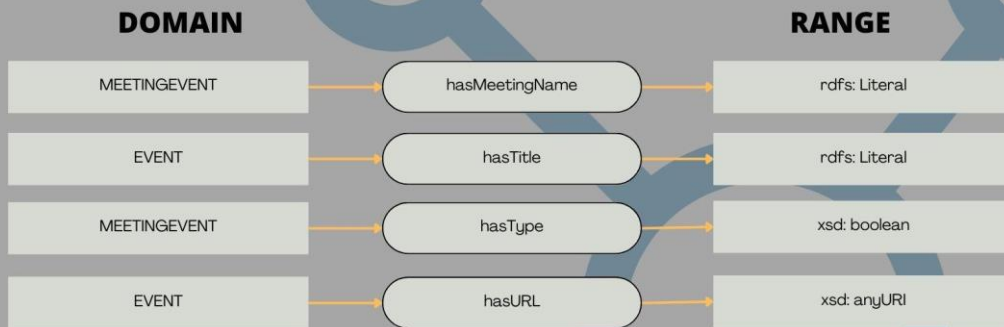 DOMAIN RANGE
MEETINGEVENT hasMeetingName rdfs: Literal
EVENT hasTitle rdfs: Literal
MEETINGEVENT hasType xsd: boolean
EVENT hasURL xsd: anyURI